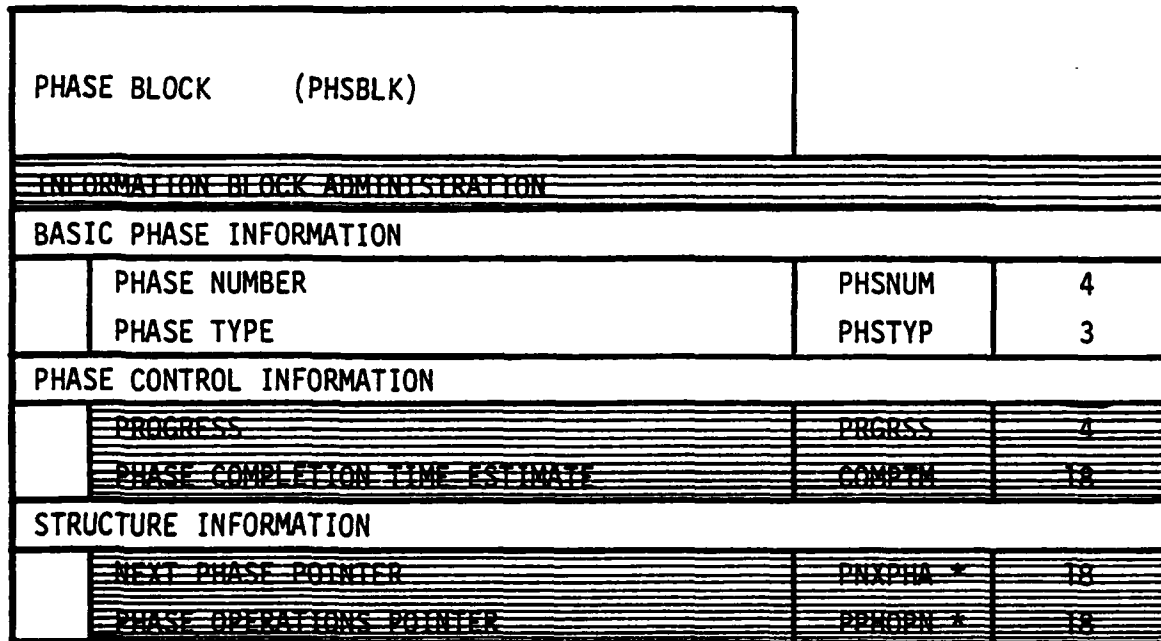 PHASE BLOCK (PHSBLK)
INFORMATION BLOCK ADMINISTRATION
BASIC PHASE INFORMATION
PHASE NUMBER PHSNUM 4
PHASE TYPE PHSTYP 3
PHASE CONTROL INFORMATION
PROGRESS PRGRSS 4
PHASE COMPLETION TIME ESTIMATE COMPTM 18
STRUCTURE INFORMATION
NEXT PHASE POINTER PNXPHA * 18
PHASE OPERATIONS POINTER PPHOPN * 18